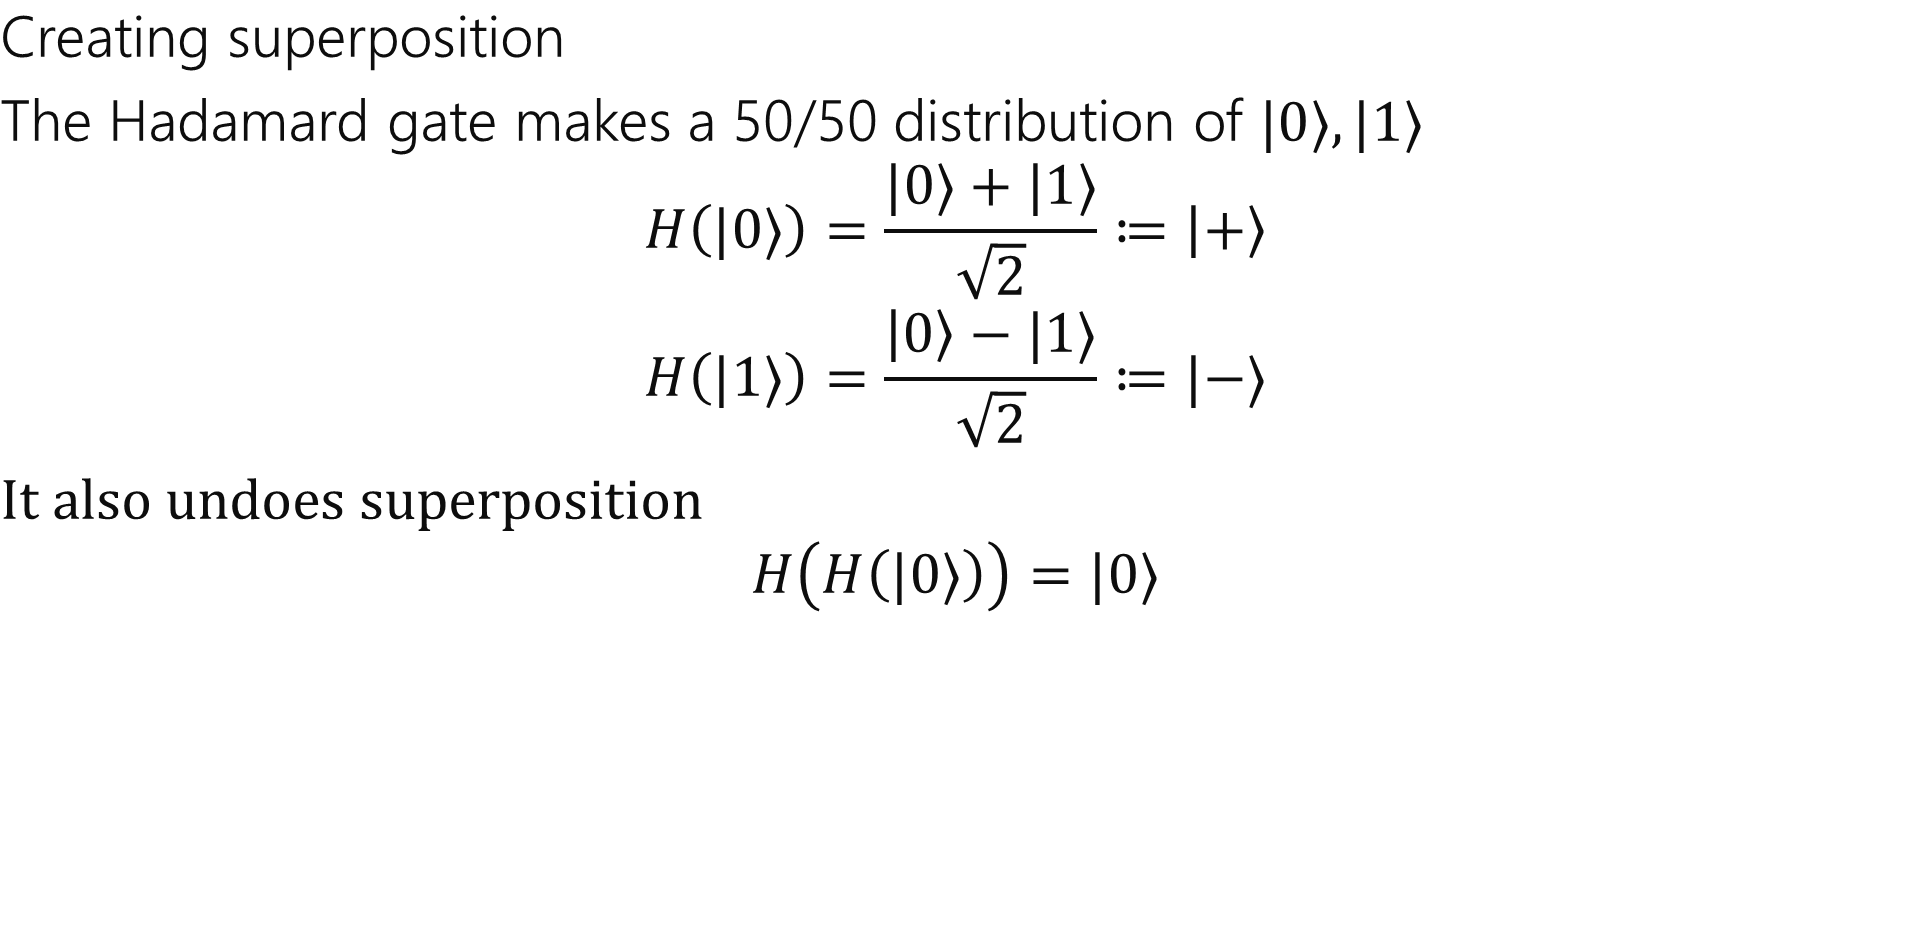 Creating superposition
The Hadamard gate makes a 50/50 distribution of |0⟩, |1⟩
H(|0⟩) = (|0⟩ + |1⟩)/√2 ≔ |+⟩
H(|1⟩) = (|0⟩ − |1⟩)/√2 ≔ |−⟩
It also undoes superposition
H(H(|0⟩)) = |0⟩